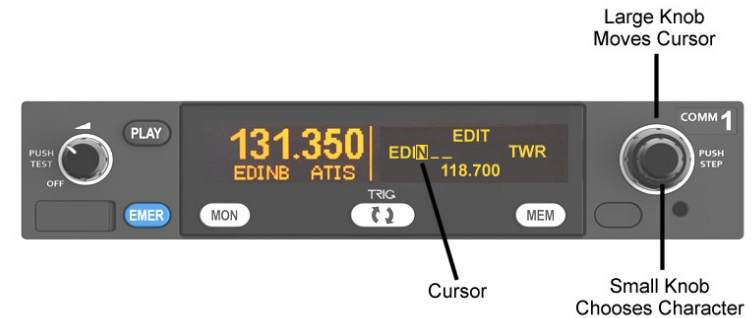 Large Knob
Moves Cursor
COMM 1
PUSH
TEST
OFF
PLAY
131.350
EDINB ATIS
EDIT
EDIN_ _ TWR
118.700
PUSH
STEP
TRIG
EMER
MON
MEM
Cursor
Small Knob
Chooses Character